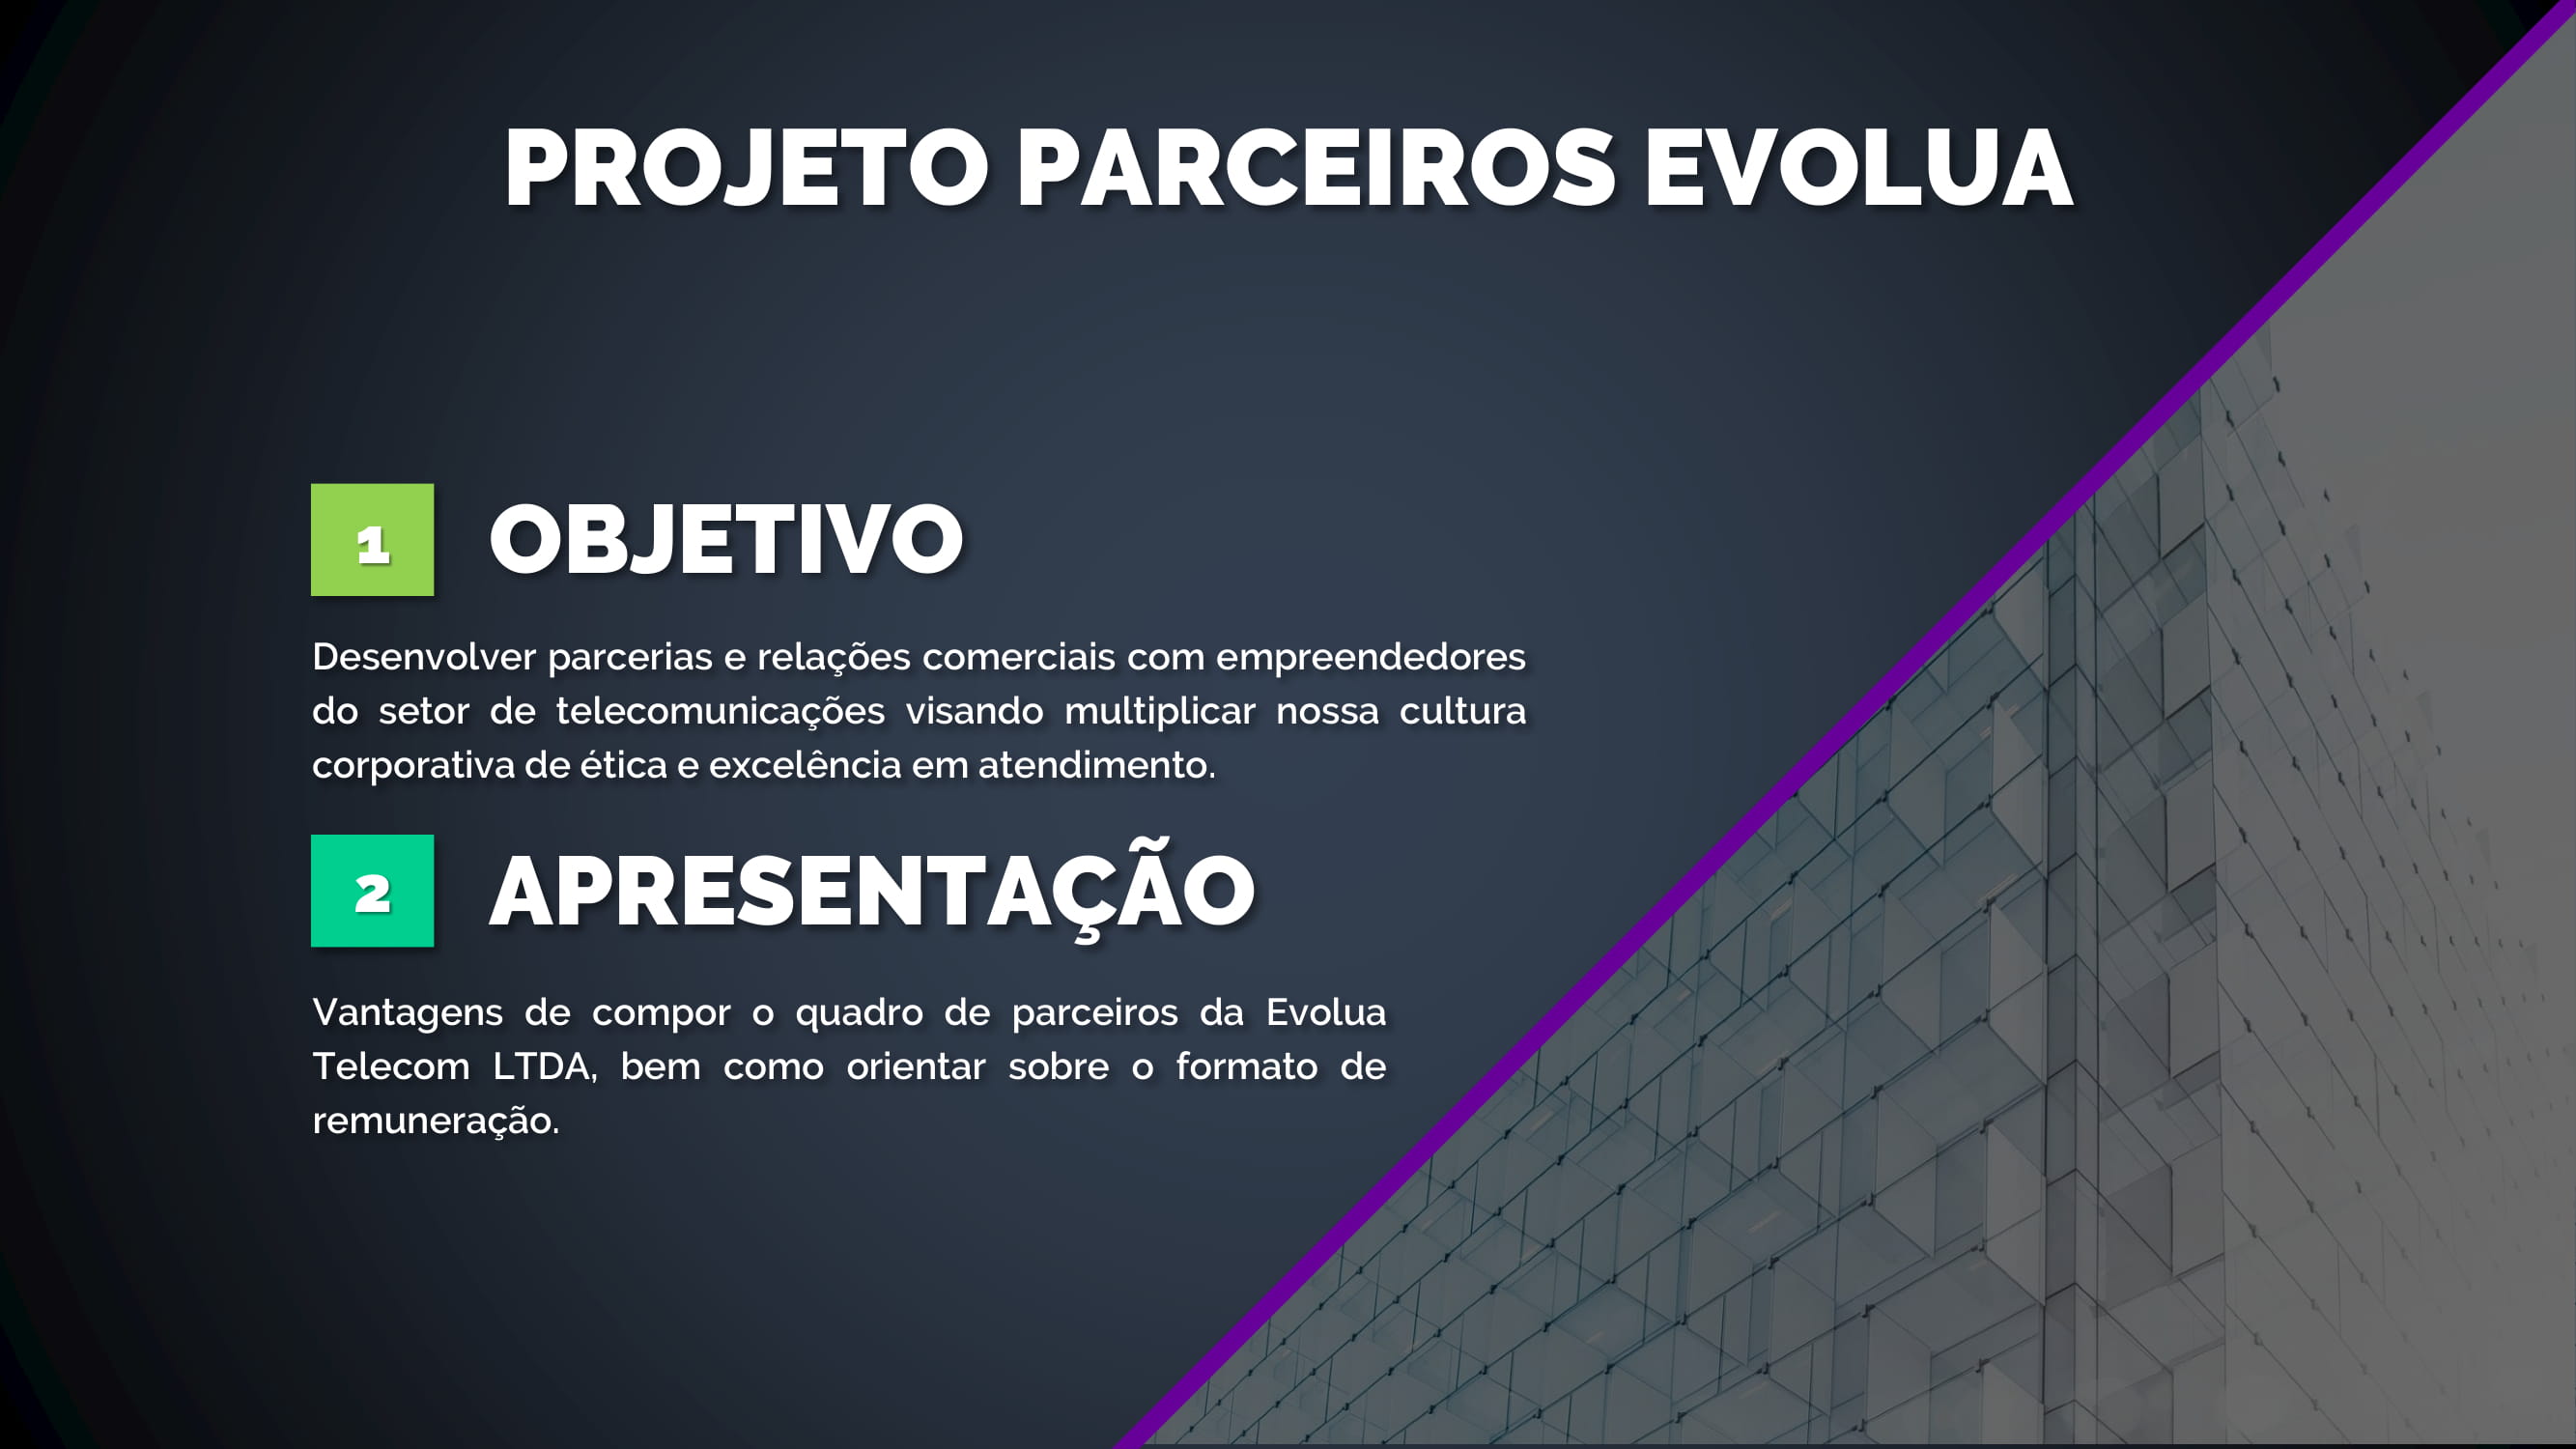 PROJETO PARCEIROS EVOLUA
1
OBJETIVO
Desenvolver parcerias e relações comerciais com empreendedores
do setor de telecomunicações visando multiplicar nossa cultura
corporativa de ética e excelência em atendimento.
2
APRESENTAÇÃO
Vantagens de compor o quadro de parceiros da Evolua
Telecom LTDA, bem como orientar sobre o formato de
remuneração.